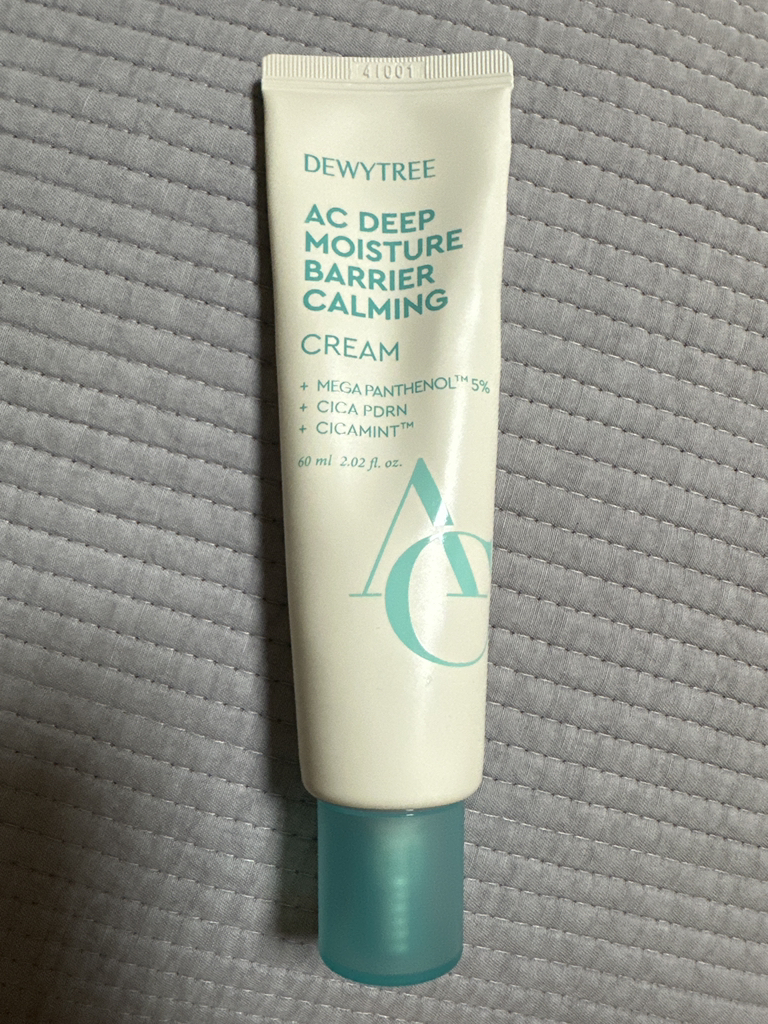 41001
DEWYTREE
AC DEEP
MOISTURE
BARRIER
CALMING
CREAM
+ MEGA PANTHENOL™ 5%
+ CICA PDRN
+ CICAMINT™
60 ml 2.02 fl. oz.
AC